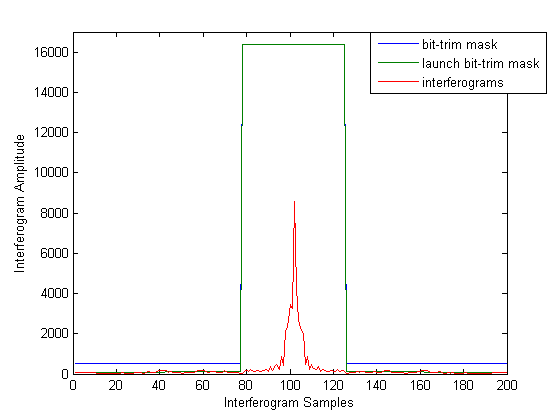 bit-trim mask
launch bit-trim mask
interferograms
16000
14000
12000
10000
8000
6000
4000
2000
0
Interferogram Amplitude
0 20 40 60 80 100 120 140 160 180 200
Interferogram Samples